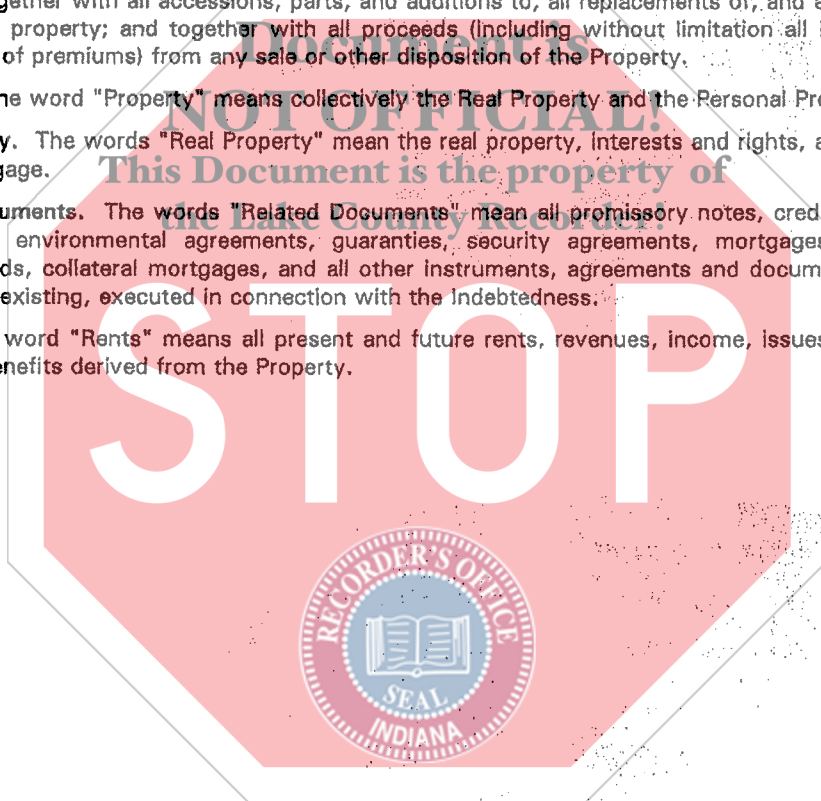 gether with all accessions, parts, and additions to, all replacements of, and a
property; and together with all proceeds (including without limitation all i
of premiums) from any sale or other disposition of the Property.
Document is
ne word "Property" means collectively the Real Property and the Personal Pro
NOT OFFICIAL!
y. The words "Real Property" mean the real property, interests and rights, a
gage.
This Document is the property of
uments. The words "Related Documents" mean all promissory notes, cred
the Lake County Recorder!
environmental agreements, guaranties, security agreements, mortgages
ds, collateral mortgages, and all other instruments, agreements and docum
existing, executed in connection with the Indebtedness.
word "Rents" means all present and future rents, revenues, income, issues
nefits derived from the Property.
STOP
RECORDER'S OFFICE
SEAL
INDIANA